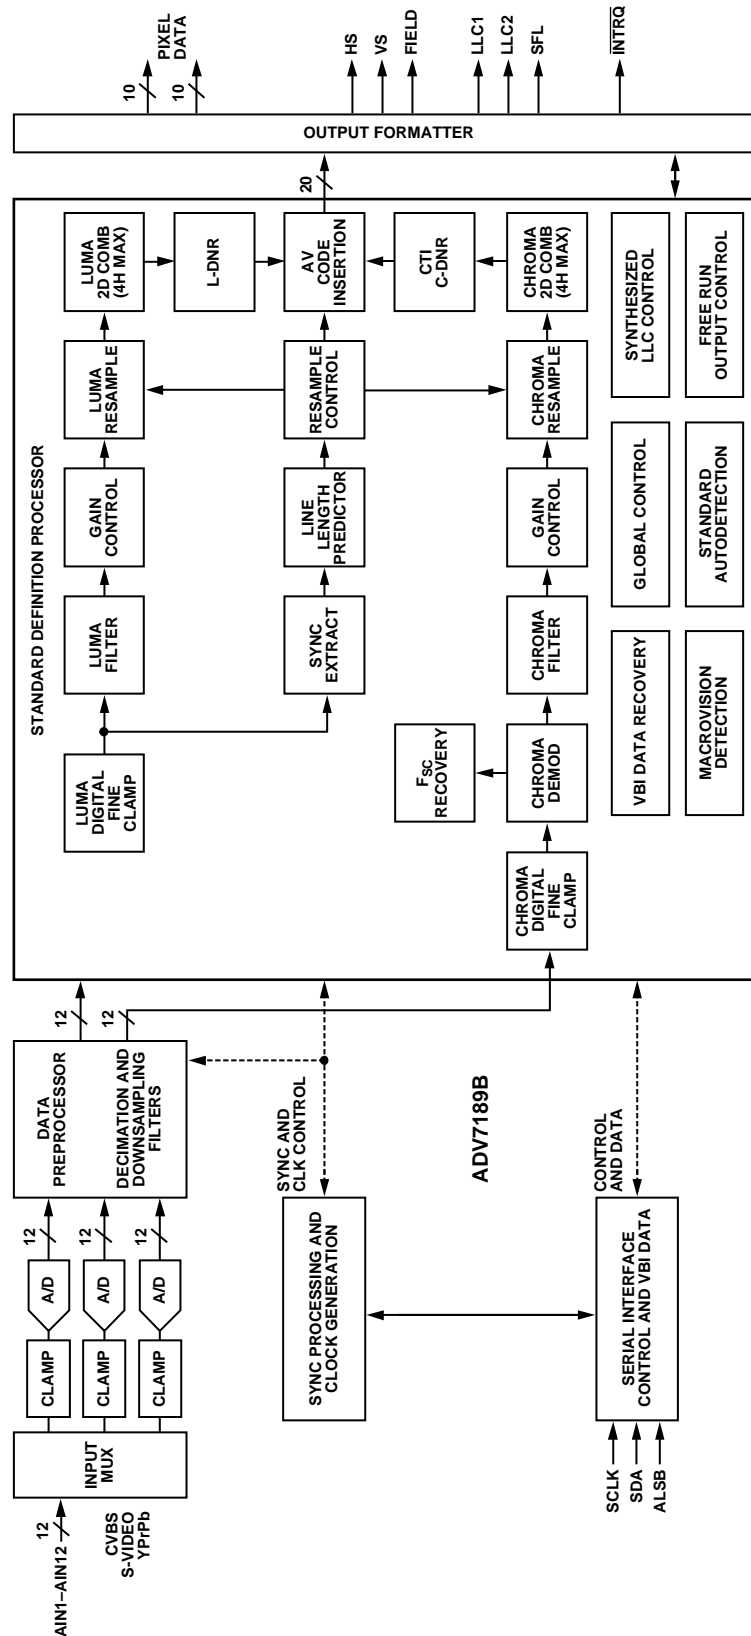 AIN1–AIN12
12
CVBS
S-VIDEO
YPrPb
INPUT
MUX
CLAMP
CLAMP
CLAMP
A/D
A/D
A/D
12
12
12
DATA
PREPROCESSOR
DECIMATION AND
DOWNSAMPLING
FILTERS
12
12
SYNC PROCESSING AND
CLOCK GENERATION
SYNC AND
CLK CONTROL
ADV7189B
SCLK
SDA
ALSB
SERIAL INTERFACE
CONTROL AND VBI DATA
CONTROL
AND DATA
STANDARD DEFINITION PROCESSOR
LUMA
DIGITAL
FINE
CLAMP
LUMA
FILTER
GAIN
CONTROL
LUMA
RESAMPLE
LUMA
2D COMB
(4H MAX)
L-DNR
SYNC
EXTRACT
LINE
LENGTH
PREDICTOR
RESAMPLE
CONTROL
AV
CODE
INSERTION
FSC
RECOVERY
CTI
C-DNR
CHROMA
DIGITAL
FINE
CLAMP
CHROMA
DEMOD
CHROMA
FILTER
GAIN
CONTROL
CHROMA
RESAMPLE
CHROMA
2D COMB
(4H MAX)
VBI DATA RECOVERY
GLOBAL CONTROL
SYNTHESIZED
LLC CONTROL
MACROVISION
DETECTION
STANDARD
AUTODETECTION
FREE RUN
OUTPUT CONTROL
20
OUTPUT FORMATTER
10
10
PIXEL
DATA
HS
VS
FIELD
LLC1
LLC2
SFL
INTRQ